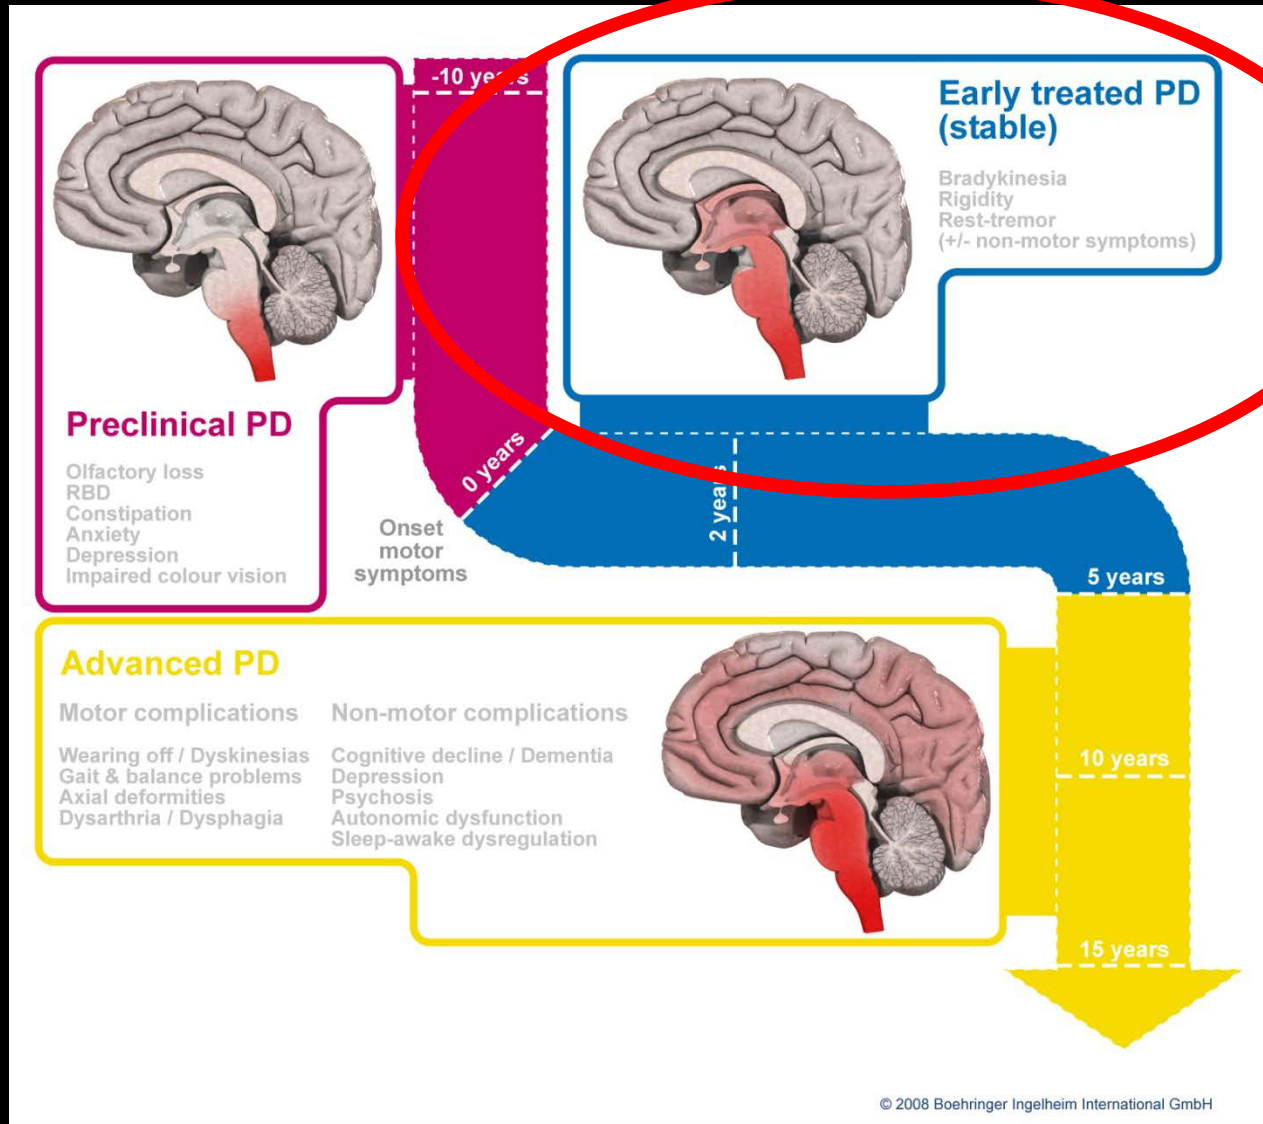 -10 years
Early treated PD
(stable)
Bradykinesia
Rigidity
Rest-tremor
(+/- non-motor symptoms)
Preclinical PD
Olfactory loss
RBD
Constipation
Anxiety
Depression
Impaired colour vision
0 years
Onset
motor
symptoms
2 years
5 years
Advanced PD
Motor complications
Wearing off / Dyskinesias
Gait & balance problems
Axial deformities
Dysarthria / Dysphagia
Non-motor complications
Cognitive decline / Dementia
Depression
Psychosis
Autonomic dysfunction
Sleep-awake dysregulation
10 years
15 years
© 2008 Boehringer Ingelheim International GmbH